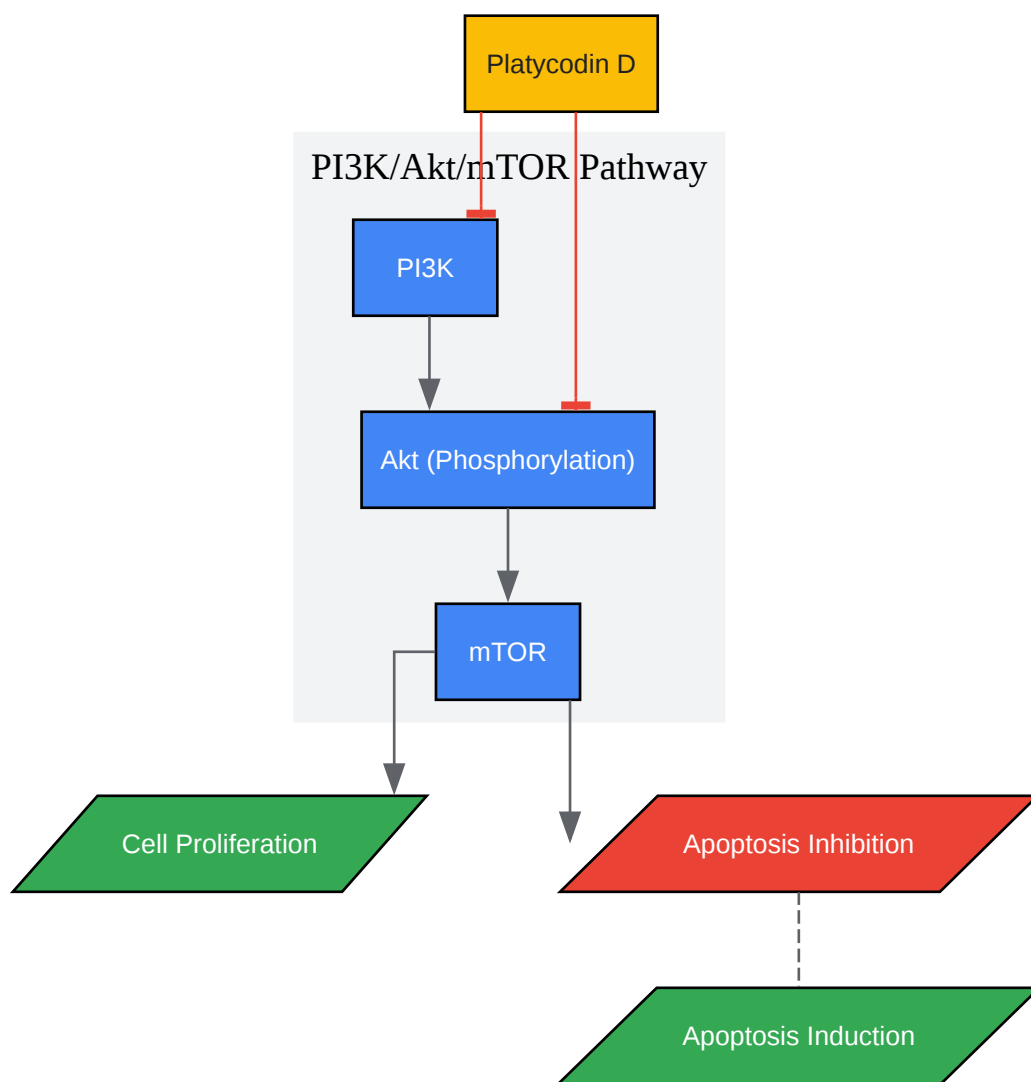 Platycodin D
PI3K/Akt/mTOR Pathway
PI3K
Akt (Phosphorylation)
mTOR
Cell Proliferation
Apoptosis Inhibition
Apoptosis Induction